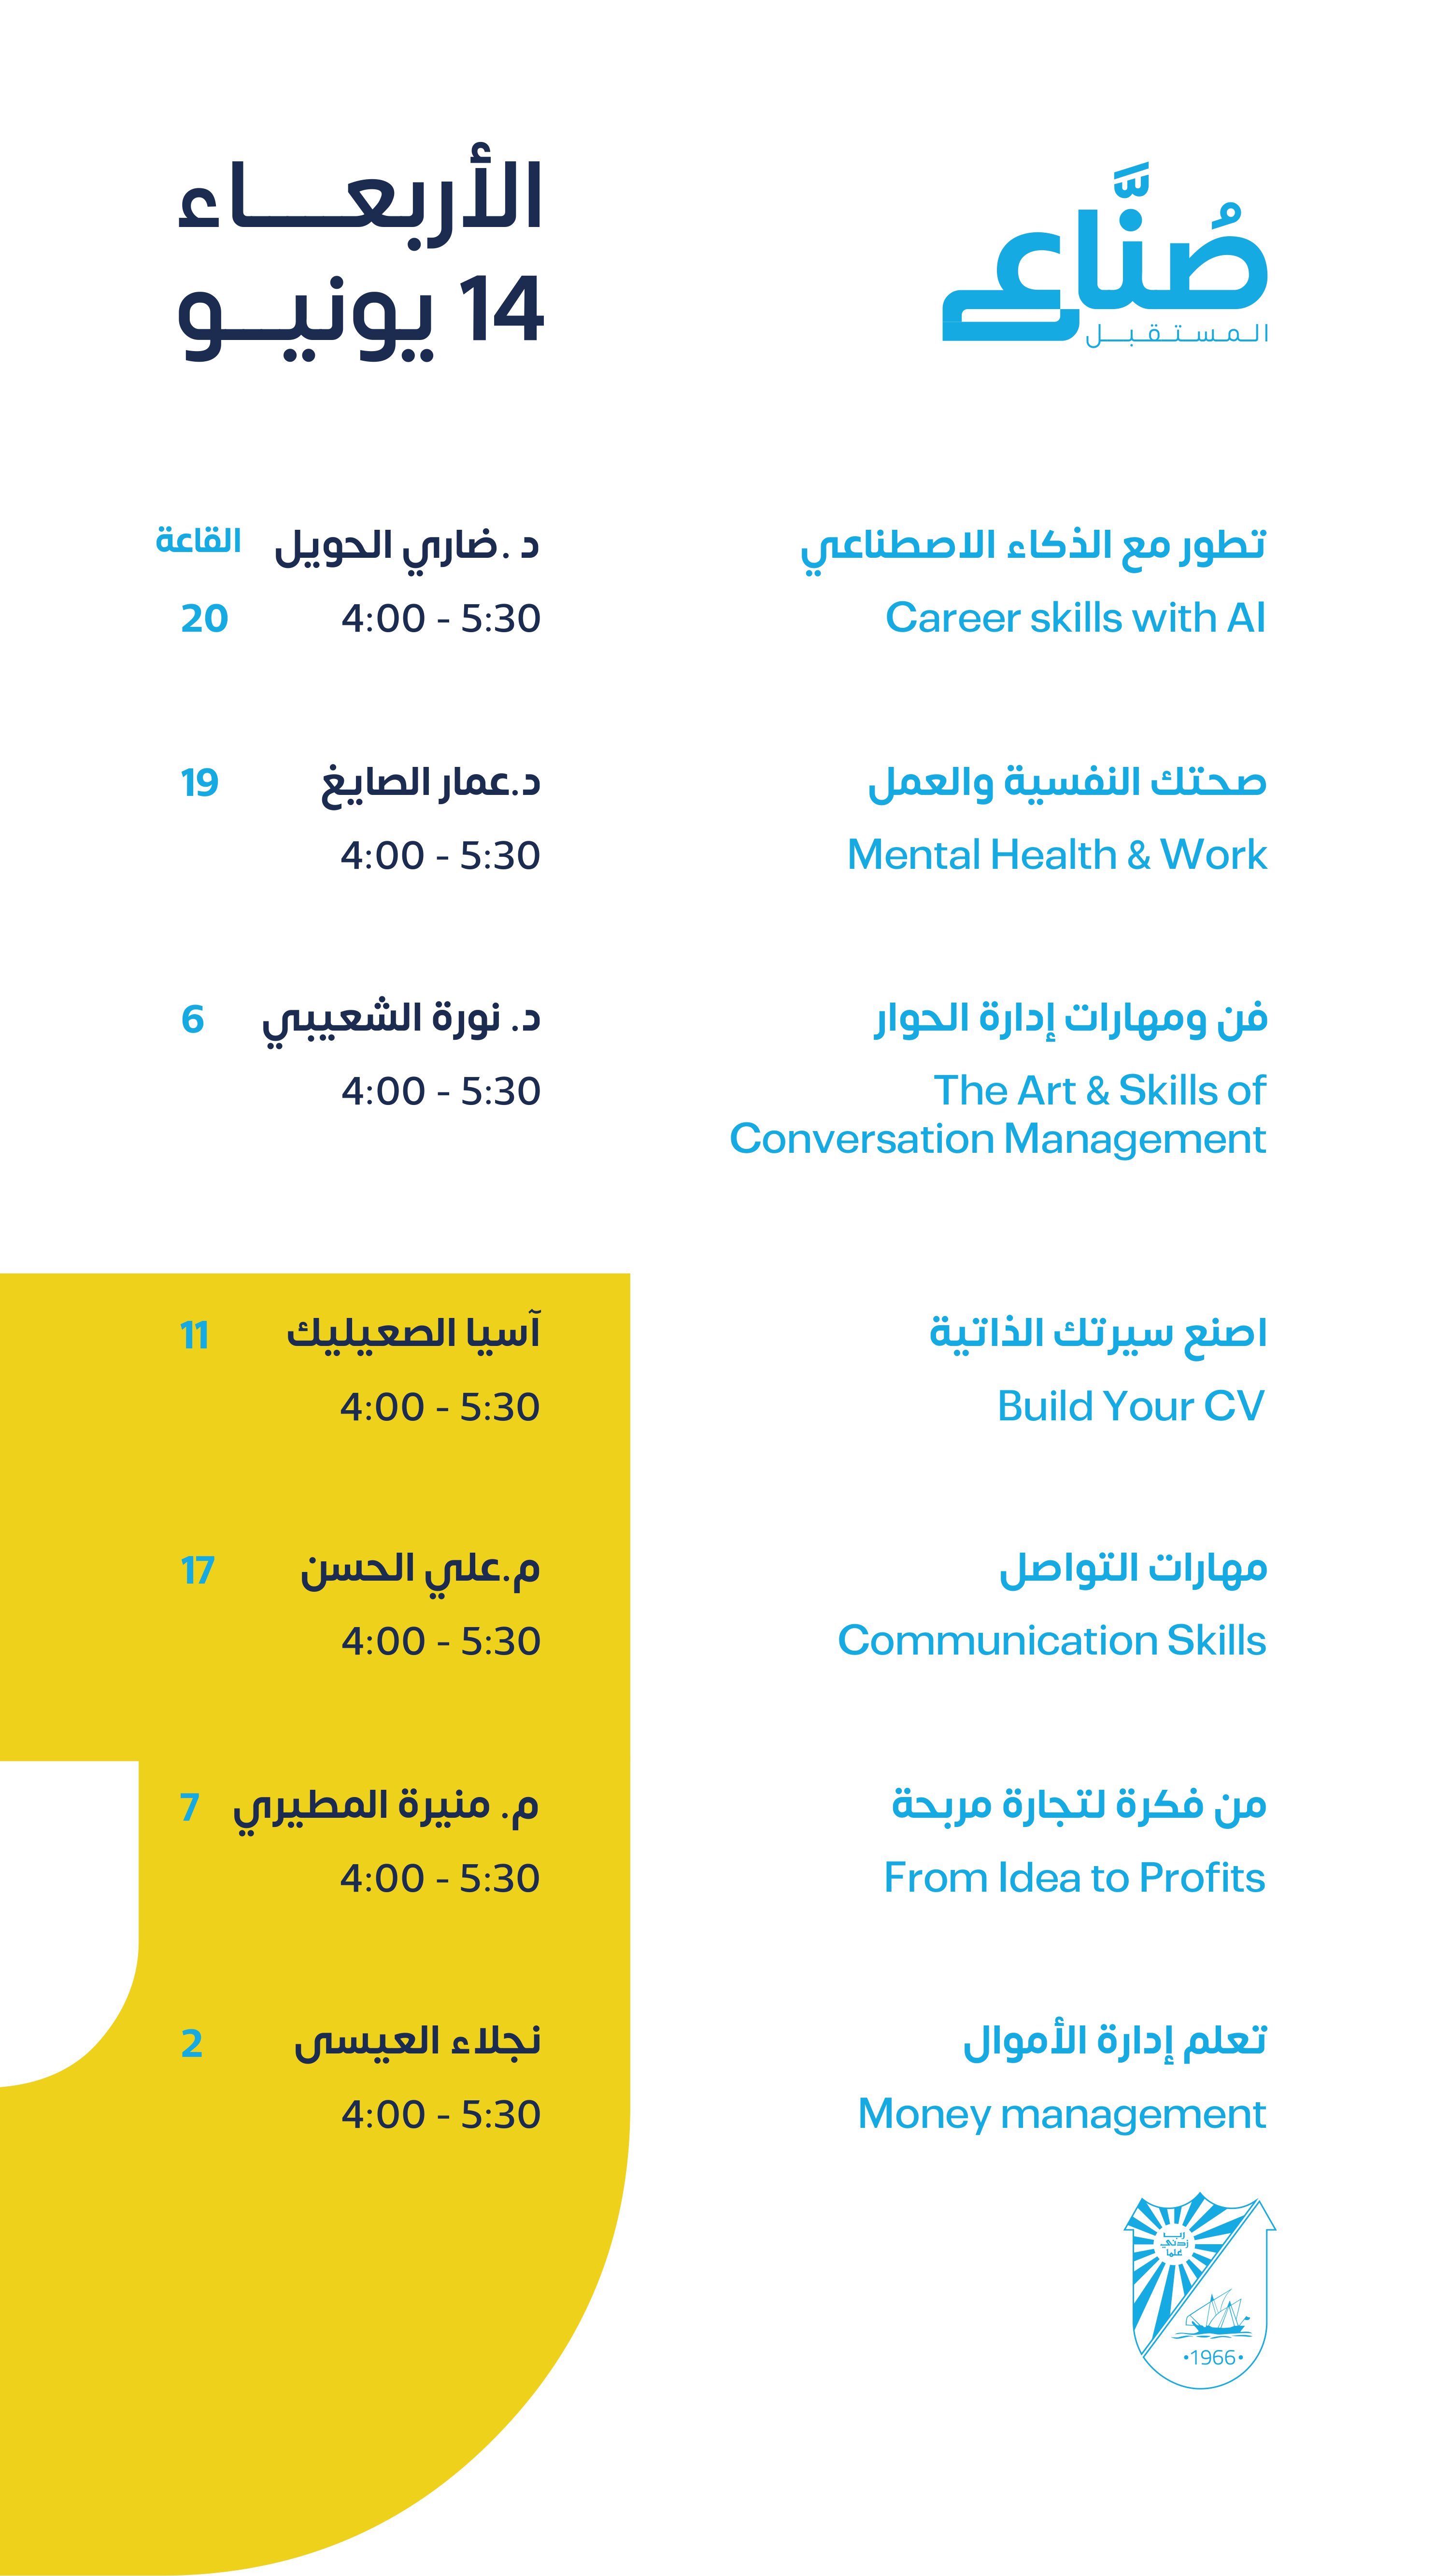 صُنَّاع
المستقبل
الأربعاء
14 يونيو
تطور مع الذكاء الاصطناعي
Career skills with AI
د .ضاري الحويل
4:00 - 5:30
القاعة
20
صحتك النفسية والعمل
Mental Health & Work
د.عمار الصايغ
4:00 - 5:30
19
فن ومهارات إدارة الحوار
The Art & Skills of
Conversation Management
د. نورة الشعيبي
4:00 - 5:30
6
اصنع سيرتك الذاتية
Build Your CV
آسيا الصعيليك
4:00 - 5:30
11
مهارات التواصل
Communication Skills
م.علي الحسن
4:00 - 5:30
17
من فكرة لتجارة مربحة
From Idea to Profits
م. منيرة المطيري
4:00 - 5:30
7
تعلم إدارة الأموال
Money management
نجلاء العيسى
4:00 - 5:30
2
رب
زدني
علما
•1966•